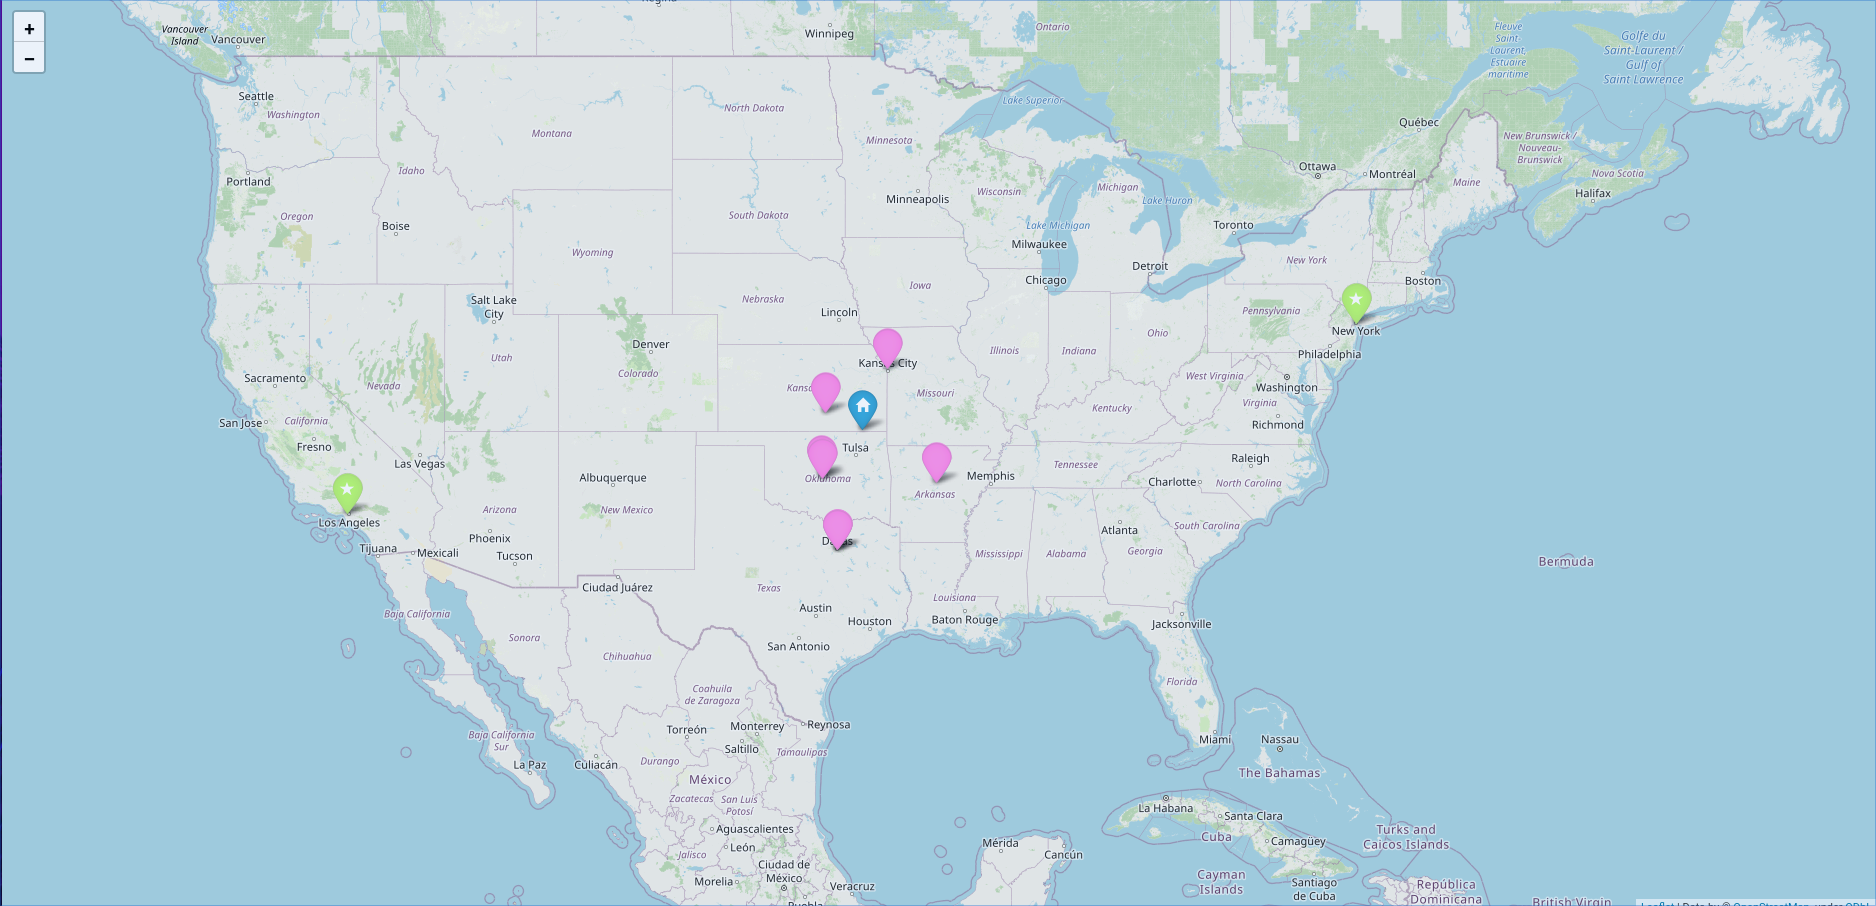 +
−
Vancouver
Island
Vancouver
Winnipeg
Ontario
Fleuve
Saint-
Laurent,
Estuaire
maritime
Golfe du
Saint-Laurent /
Gulf of
Saint Lawrence
Seattle
Washington
North Dakota
Lake Superior
Montana
Minnesota
Québec
New Brunswick /
Nouveau-
Brunswick
Portland
Idaho
Ottawa
Montréal
Nova Scotia
Maine
Halifax
Oregon
Boise
South Dakota
Minneapolis
Wisconsin
Michigan
Lake Huron
Lake Michigan
Toronto
Wyoming
Milwaukee
New York
Detroit
Chicago
Boston
Salt Lake
City
Nebraska
Iowa
Lincoln
Pennsylvania
New York
Ohio
Denver
Utah
Illinois
Indiana
Philadelphia
Colorado
Kansas City
Sacramento
Nevada
Missouri
West Virginia
Washington
Kentucky
Virginia
San Jose
California
Richmond
Fresno
Tulsa
Las Vegas
Albuquerque
Oklahoma
Memphis
Tennessee
Raleigh
Charlotte
North Carolina
Arkansas
Arizona
New Mexico
Los Angeles
Phoenix
Atlanta
South Carolina
Dallas
Tijuana
Mexicali
Tucson
Mississippi
Alabama
Georgia
Bermuda
Ciudad Juárez
Texas
Louisiana
Baja California
Austin
Houston
Baton Rouge
Jacksonville
Sonora
San Antonio
Chihuahua
Florida
Coahuila
de Zaragoza
Torreón
Monterrey
Reynosa
Baja California
Sur
Saltillo
Tamaulipas
Miami
Nassau
La Paz
Culiacán
Durango
The Bahamas
México
Zacatecas
San Luis
Potosí
La Habana
Santa Clara
Aguascalientes
Cuba
Camagüey
Turks and
Caicos Islands
Jalisco
León
Mérida
Cancún
Ciudad de
México
Morelia
Veracruz
Cayman
Islands
Santiago
de Cuba
República
Dominicana